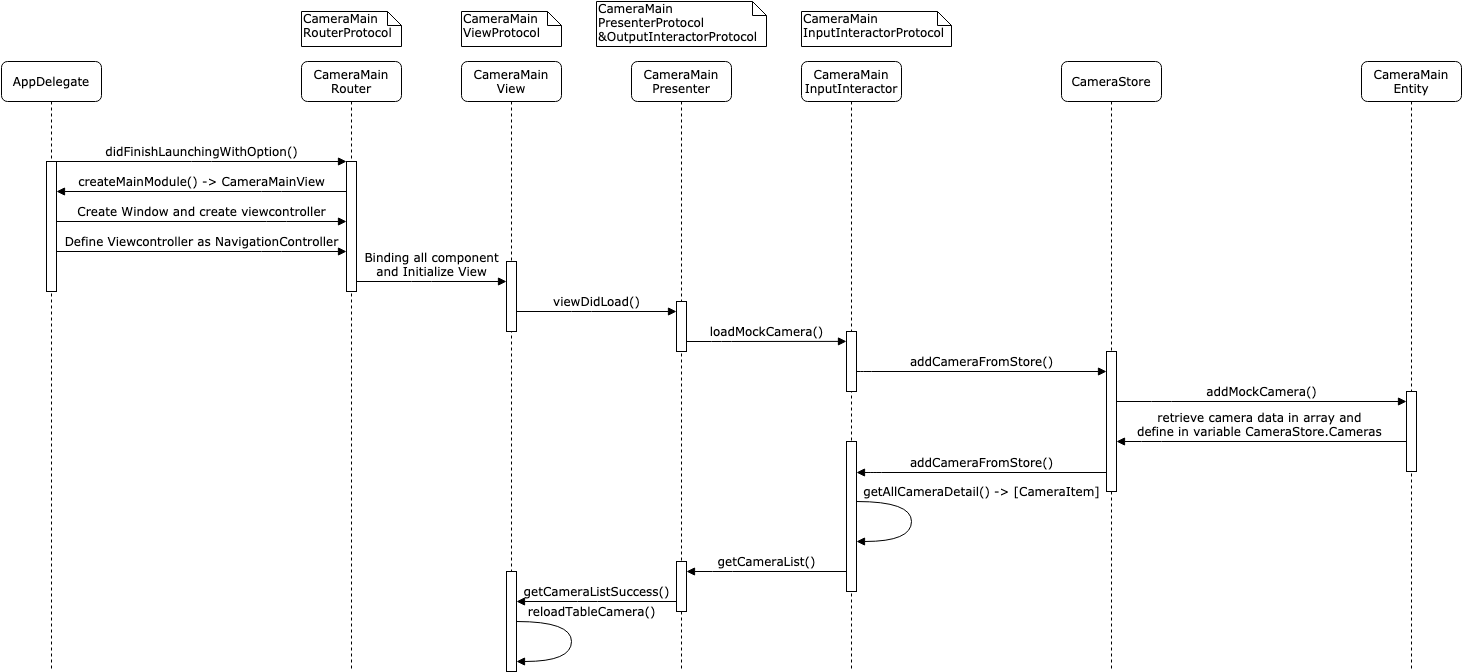 CameraMain
RouterProtocol
CameraMain
ViewProtocol
CameraMain
PresenterProtocol
&OutputInteractorProtocol
CameraMain
InputInteractorProtocol
AppDelegate
CameraMain
Router
CameraMain
View
CameraMain
Presenter
CameraMain
InputInteractor
CameraStore
CameraMain
Entity
didFinishLaunchingWithOption()
createMainModule() -> CameraMainView
Create Window and create viewcontroller
Define Viewcontroller as NavigationController
Binding all component
and Initialize View
viewDidLoad()
loadMockCamera()
addCameraFromStore()
addMockCamera()
retrieve camera data in array and
define in variable CameraStore.Cameras
addCameraFromStore()
getAllCameraDetail() -> [CameraItem]
getCameraList()
getCameraListSuccess()
reloadTableCamera()